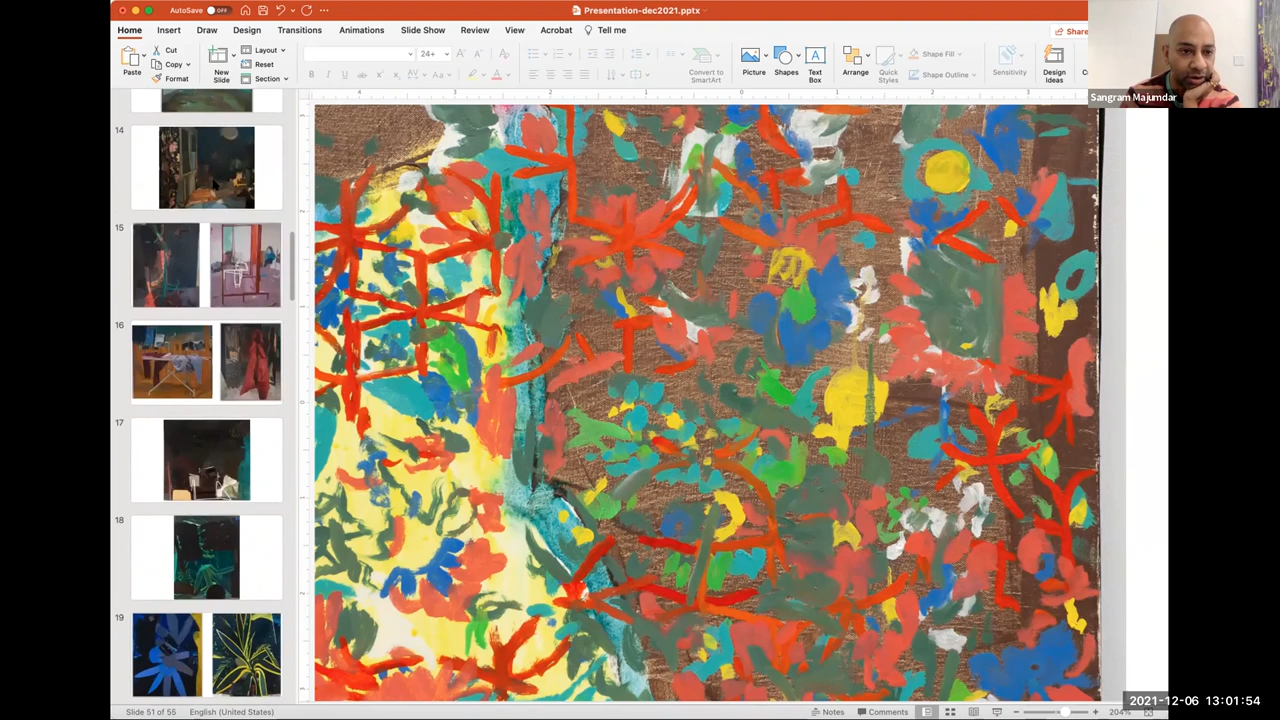 AutoSave OFF
Presentation-dec2021.pptx
Home Insert Draw Design Transitions Animations Slide Show Review View Acrobat Tell me
Share
Paste
Cut
Copy
Format
New Slide
Layout
Reset
Section
24+
Convert to SmartArt
Picture
Shapes
Text Box
Arrange
Quick Styles
Shape Fill
Shape Outline
Sensitivity
Design Ideas
Sangram Majumdar
14
15
16
17
18
19
Slide 51 of 55 English (United States)
Notes Comments
204%
2021-12-06 13:01:54